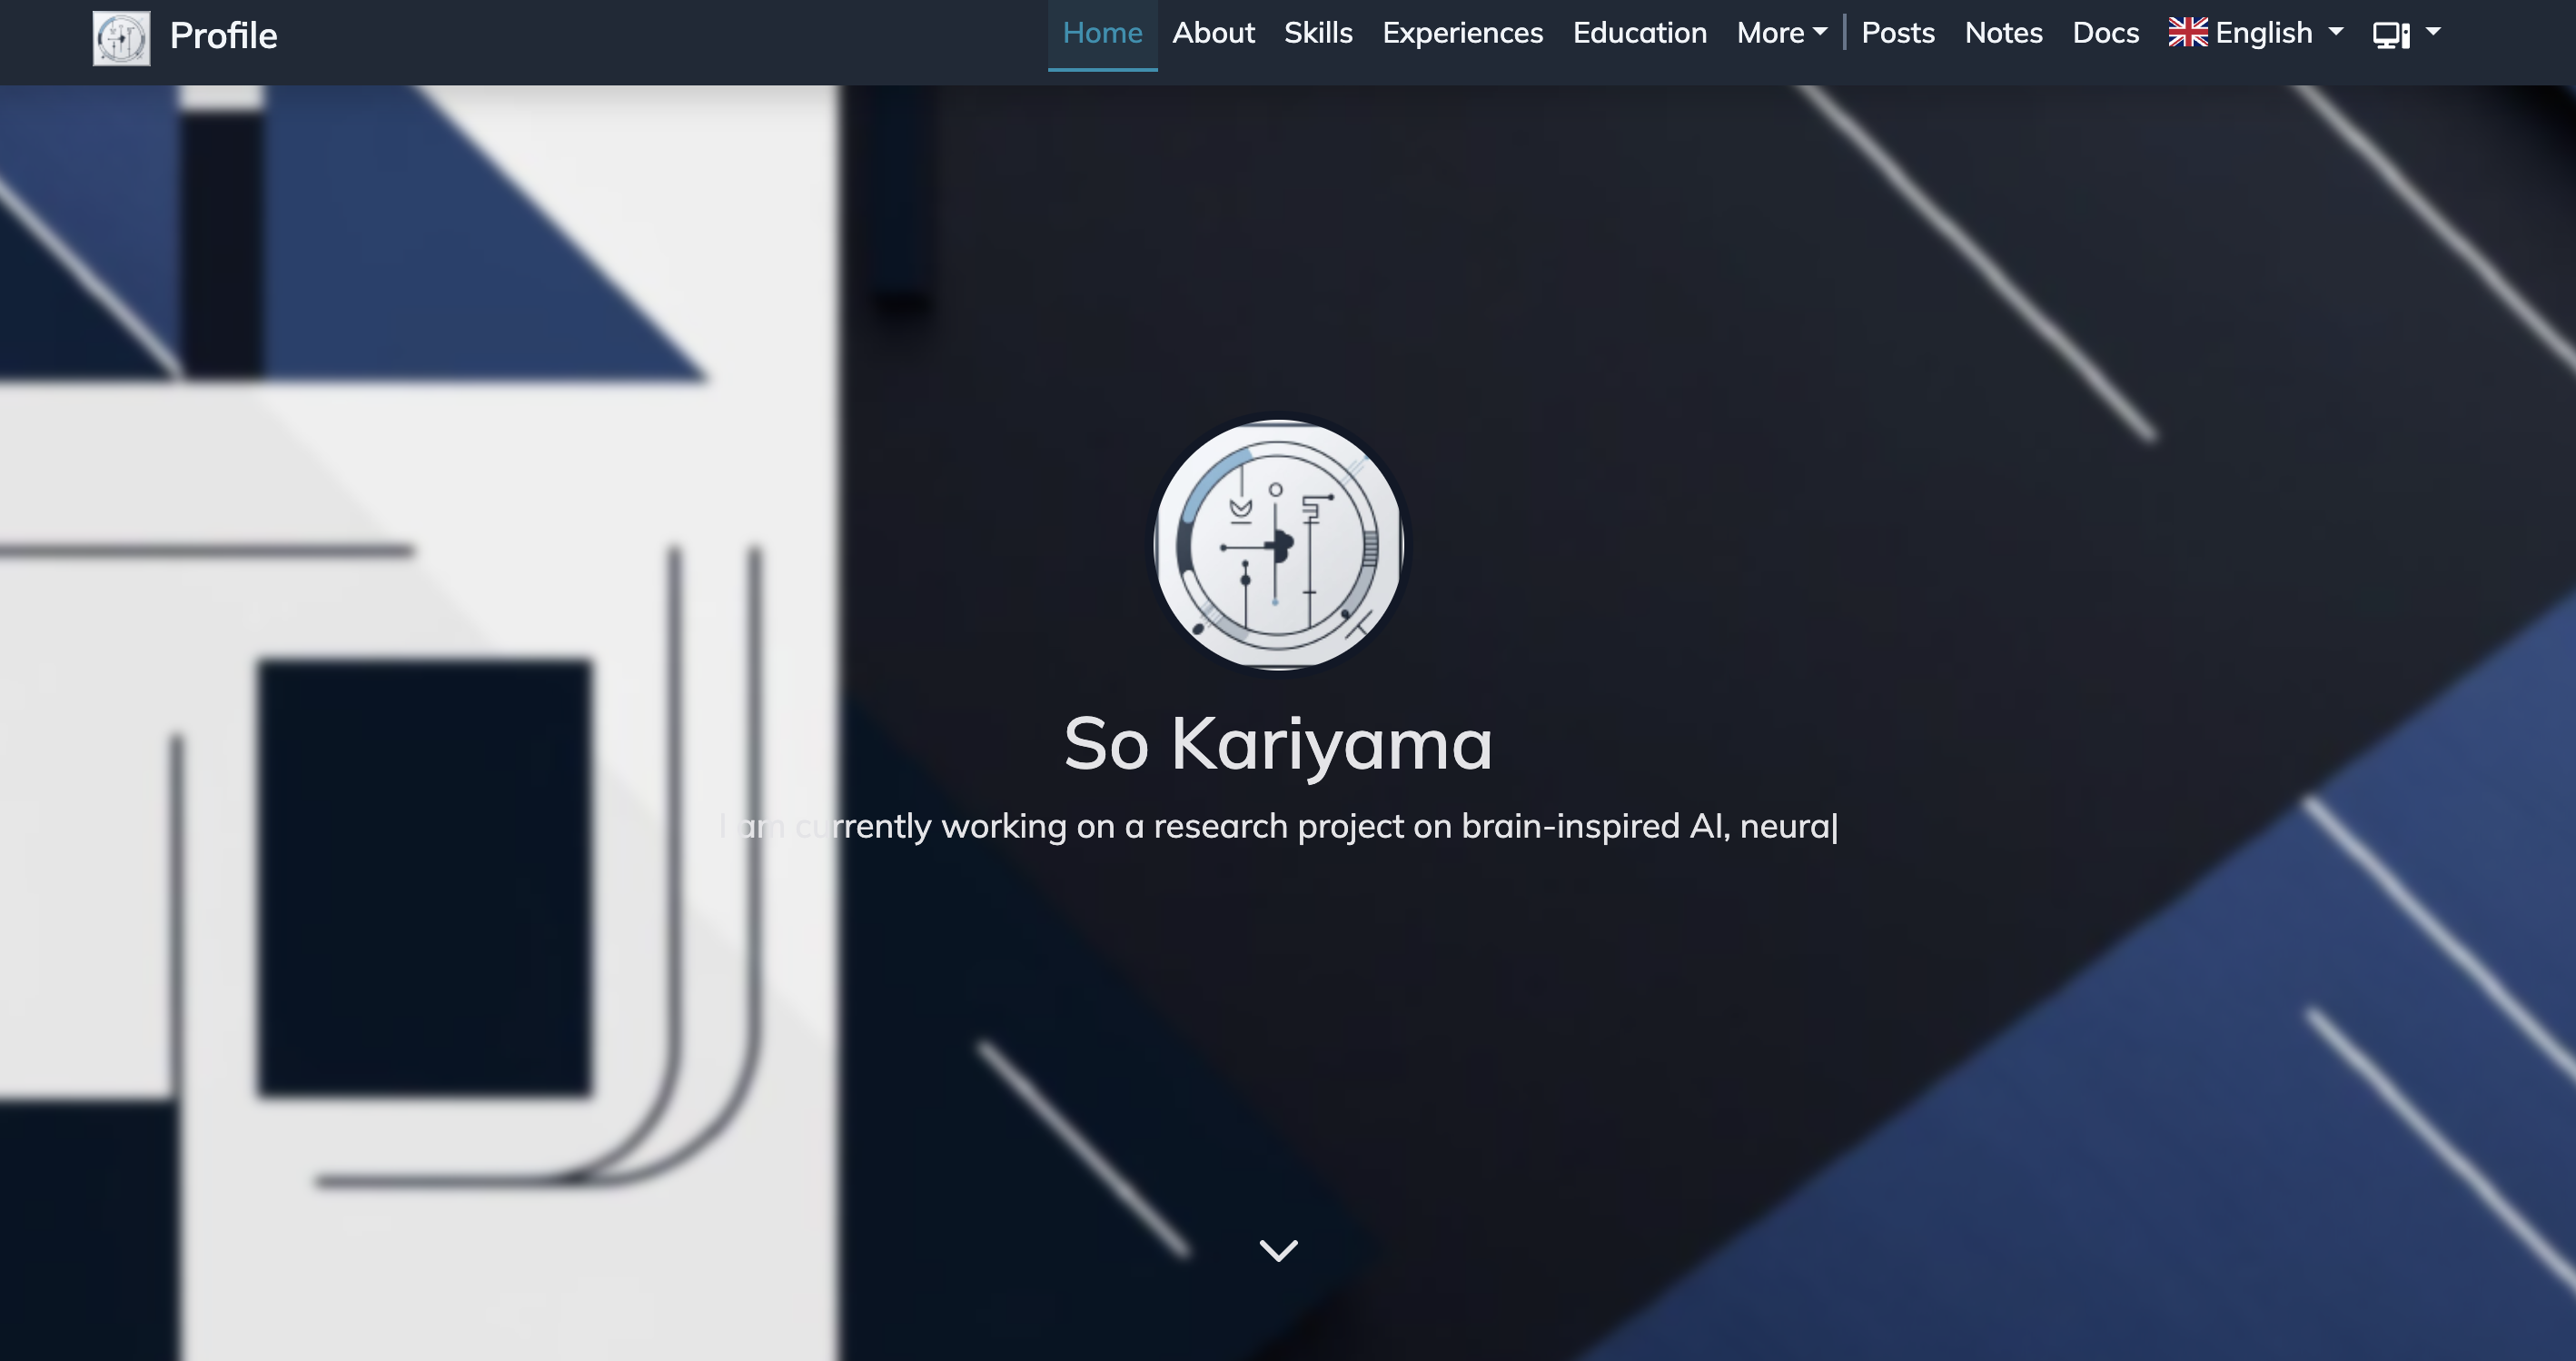 Profile
Home About Skills Experiences Education More Posts Notes Docs English
So Kariyama
I am currently working on a research project on brain-inspired AI, neura|